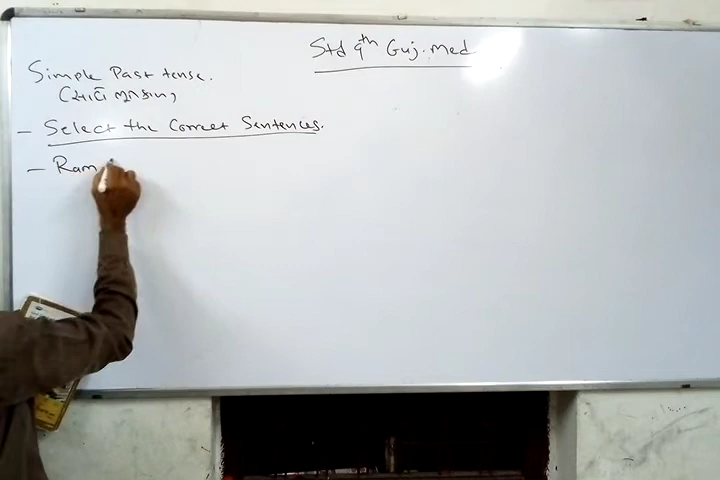 Std 9th Guj. Med
Simple Past tense.
(સાદો ભૂતકાળ)
- Select the Correct Sentences.
- Ram